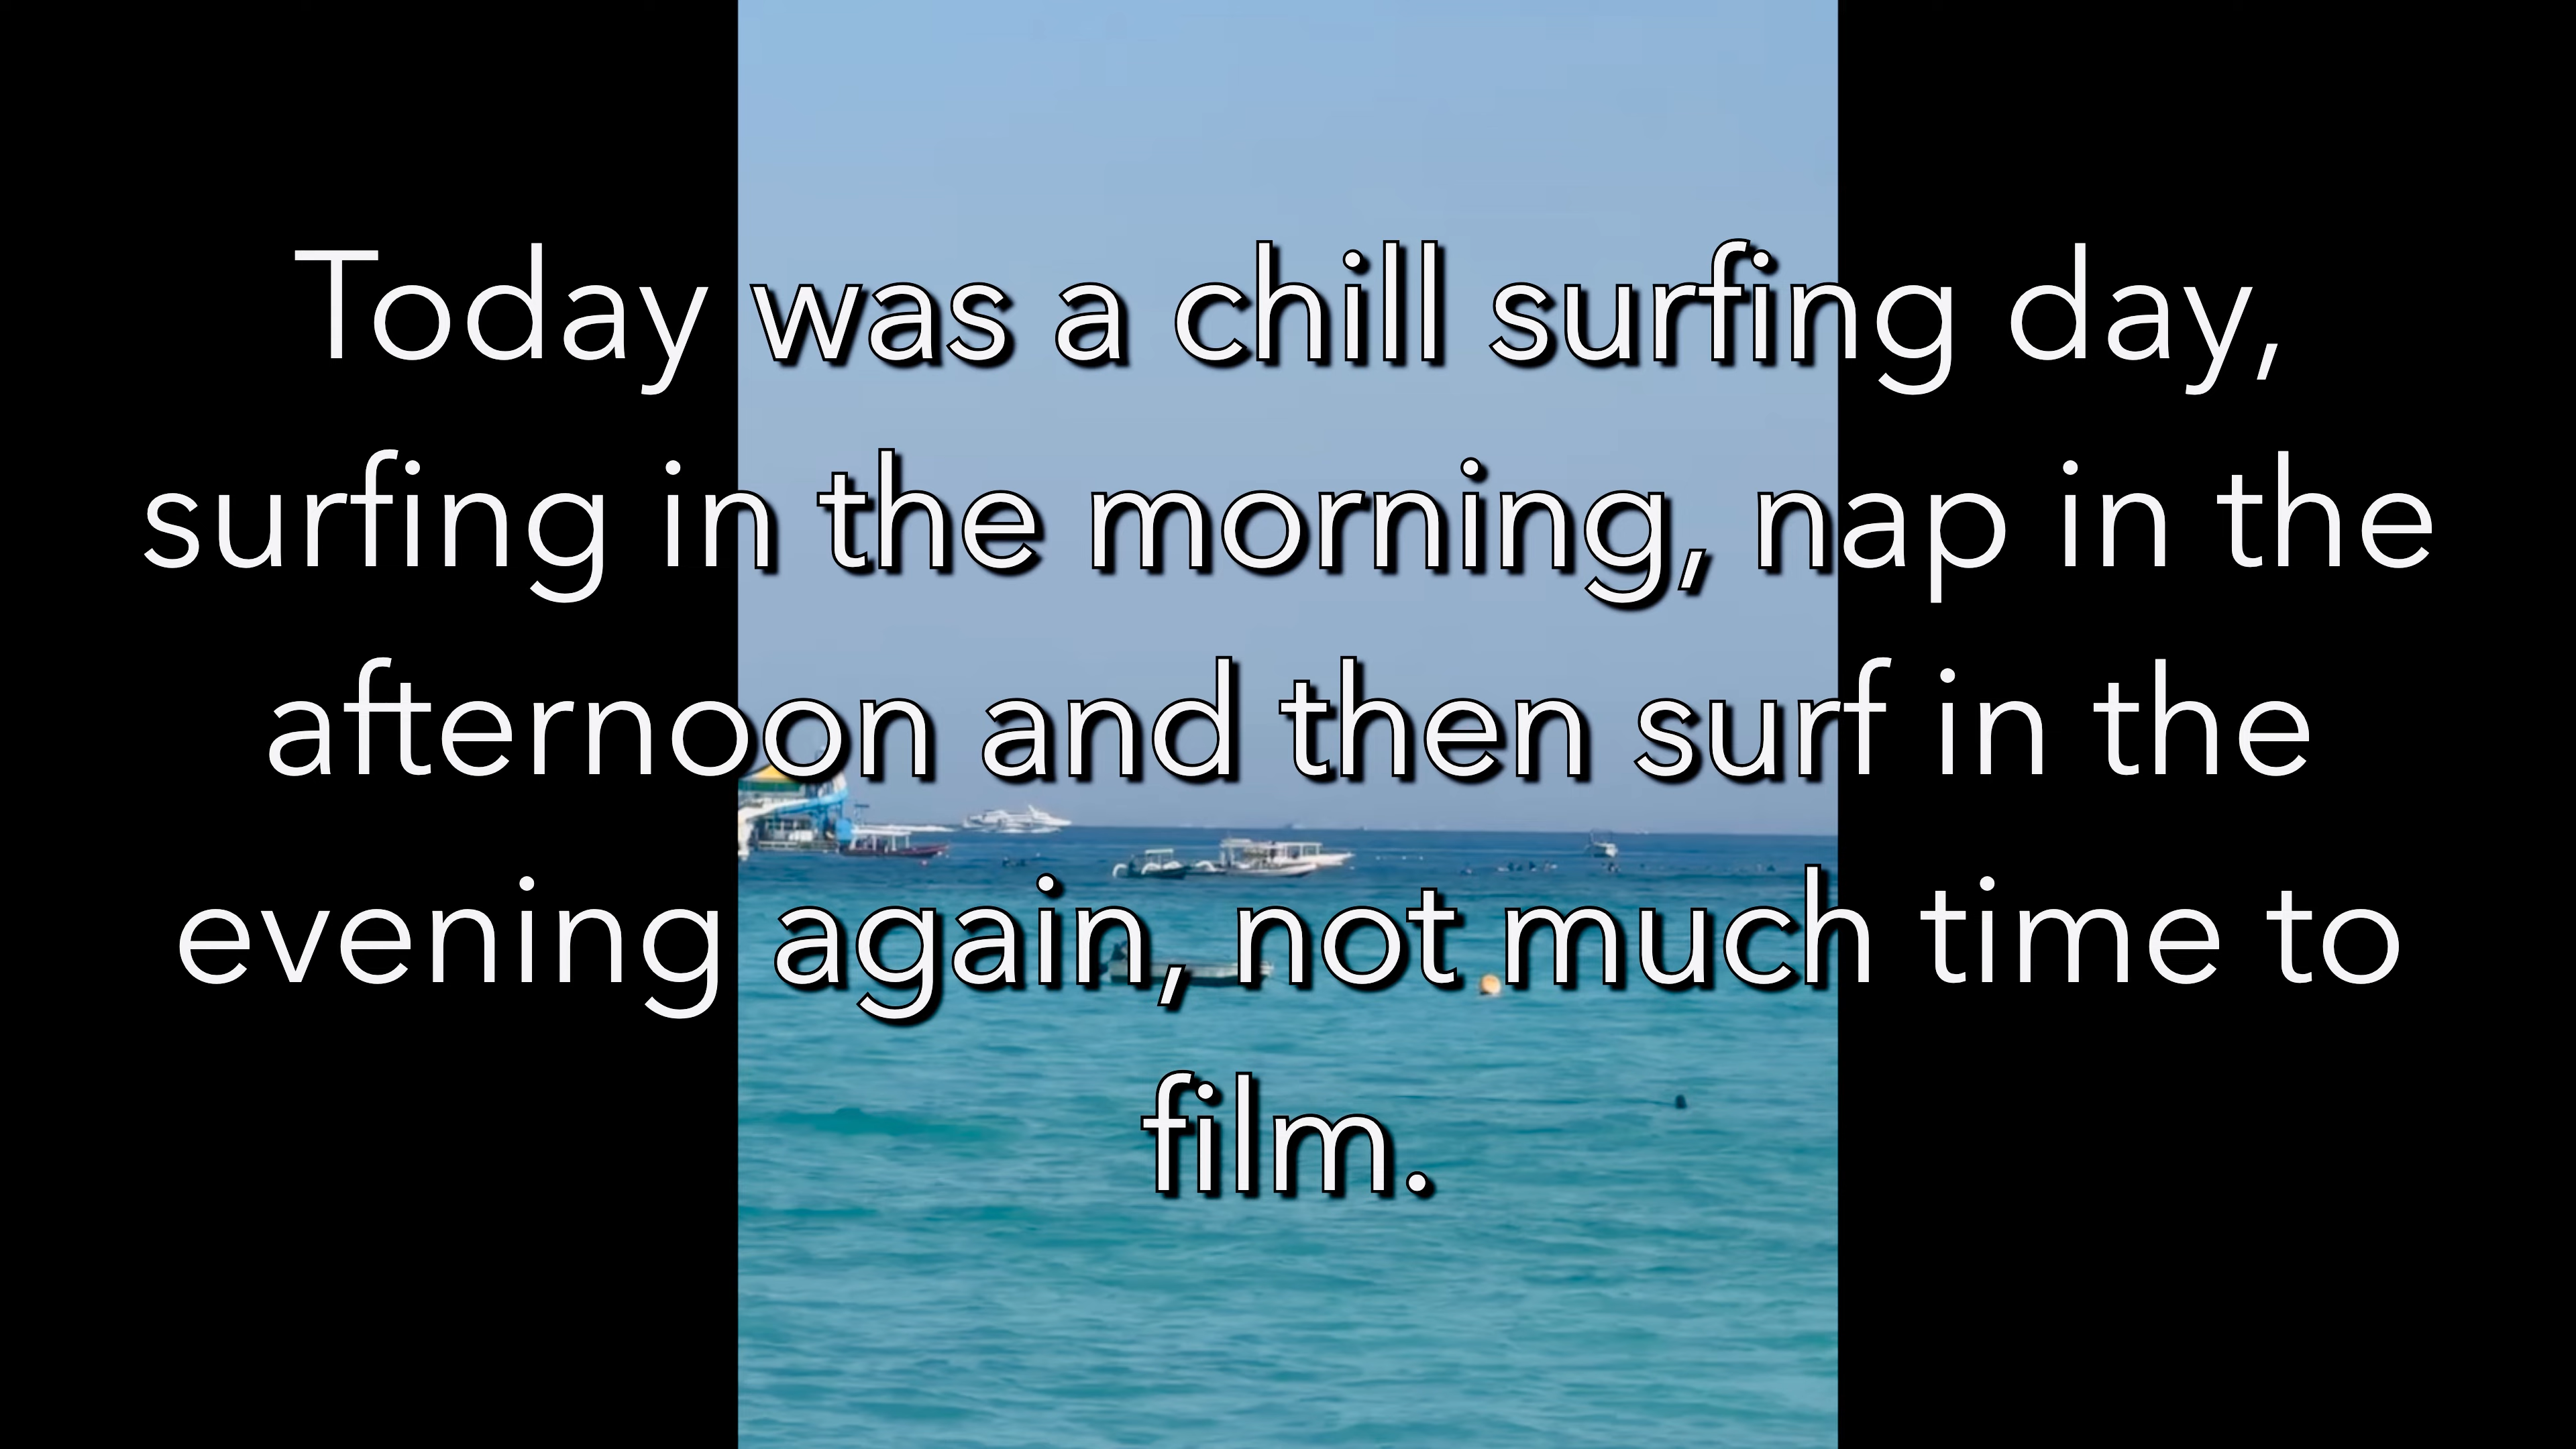 Today was a chill surfing day,
surfing in the morning, nap in the
afternoon and then surf in the
evening again, not much time to
film.